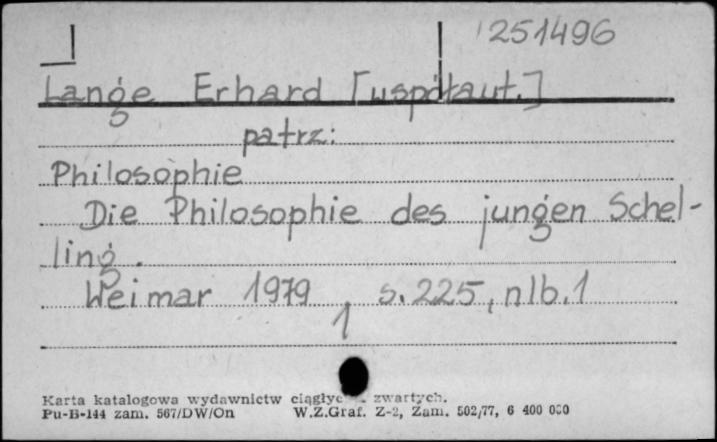 251496
Lange Erhard [współaut.]
patrz:
Philosophie
Die Philosophie des jungen Schel-
ling.
Weimar 1979, s. 225, nlb. 1
1
Karta katalogowa wydawnictw zwartych.
Pu-B-144 zam. 567/DW/On W.Z.Graf. Z-2, Zam. 502/77, 6 400 000